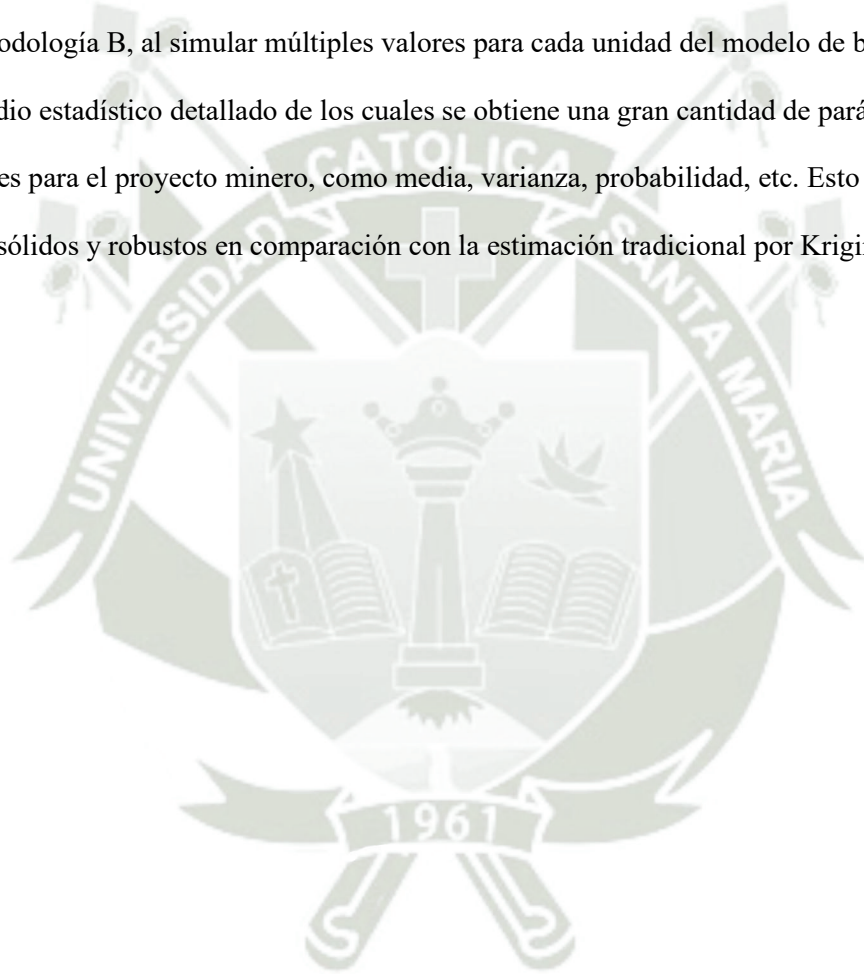 odología B, al simular múltiples valores para cada unidad del modelo de b
dio estadístico detallado de los cuales se obtiene una gran cantidad de pará
es para el proyecto minero, como media, varianza, probabilidad, etc. Esto
sólidos y robustos en comparación con la estimación tradicional por Krigi
UNIVERSIDAD CATOLICA SANTA MARIA
1961